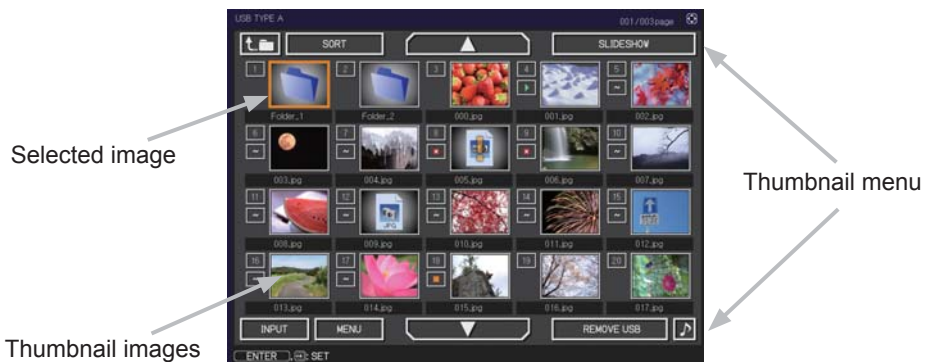 USB TYPE A 001/003page
SORT SLIDESHOW
1 2 3 4 5
Folder_1 Folder_2 000.jpg 001.jpg 002.jpg
Selected image
6 7 8 9 10
003.jpg 004.jpg 005.jpg 006.jpg 007.jpg
Thumbnail menu
11 12 13 14 15
JPG
008.jpg 009.jpg 010.jpg 011.jpg 012.jpg
16 17 18 19 20
013.jpg 014.jpg 015.jpg 016.jpg 017.jpg
Thumbnail images
INPUT MENU REMOVE USB
ENTER , : SET